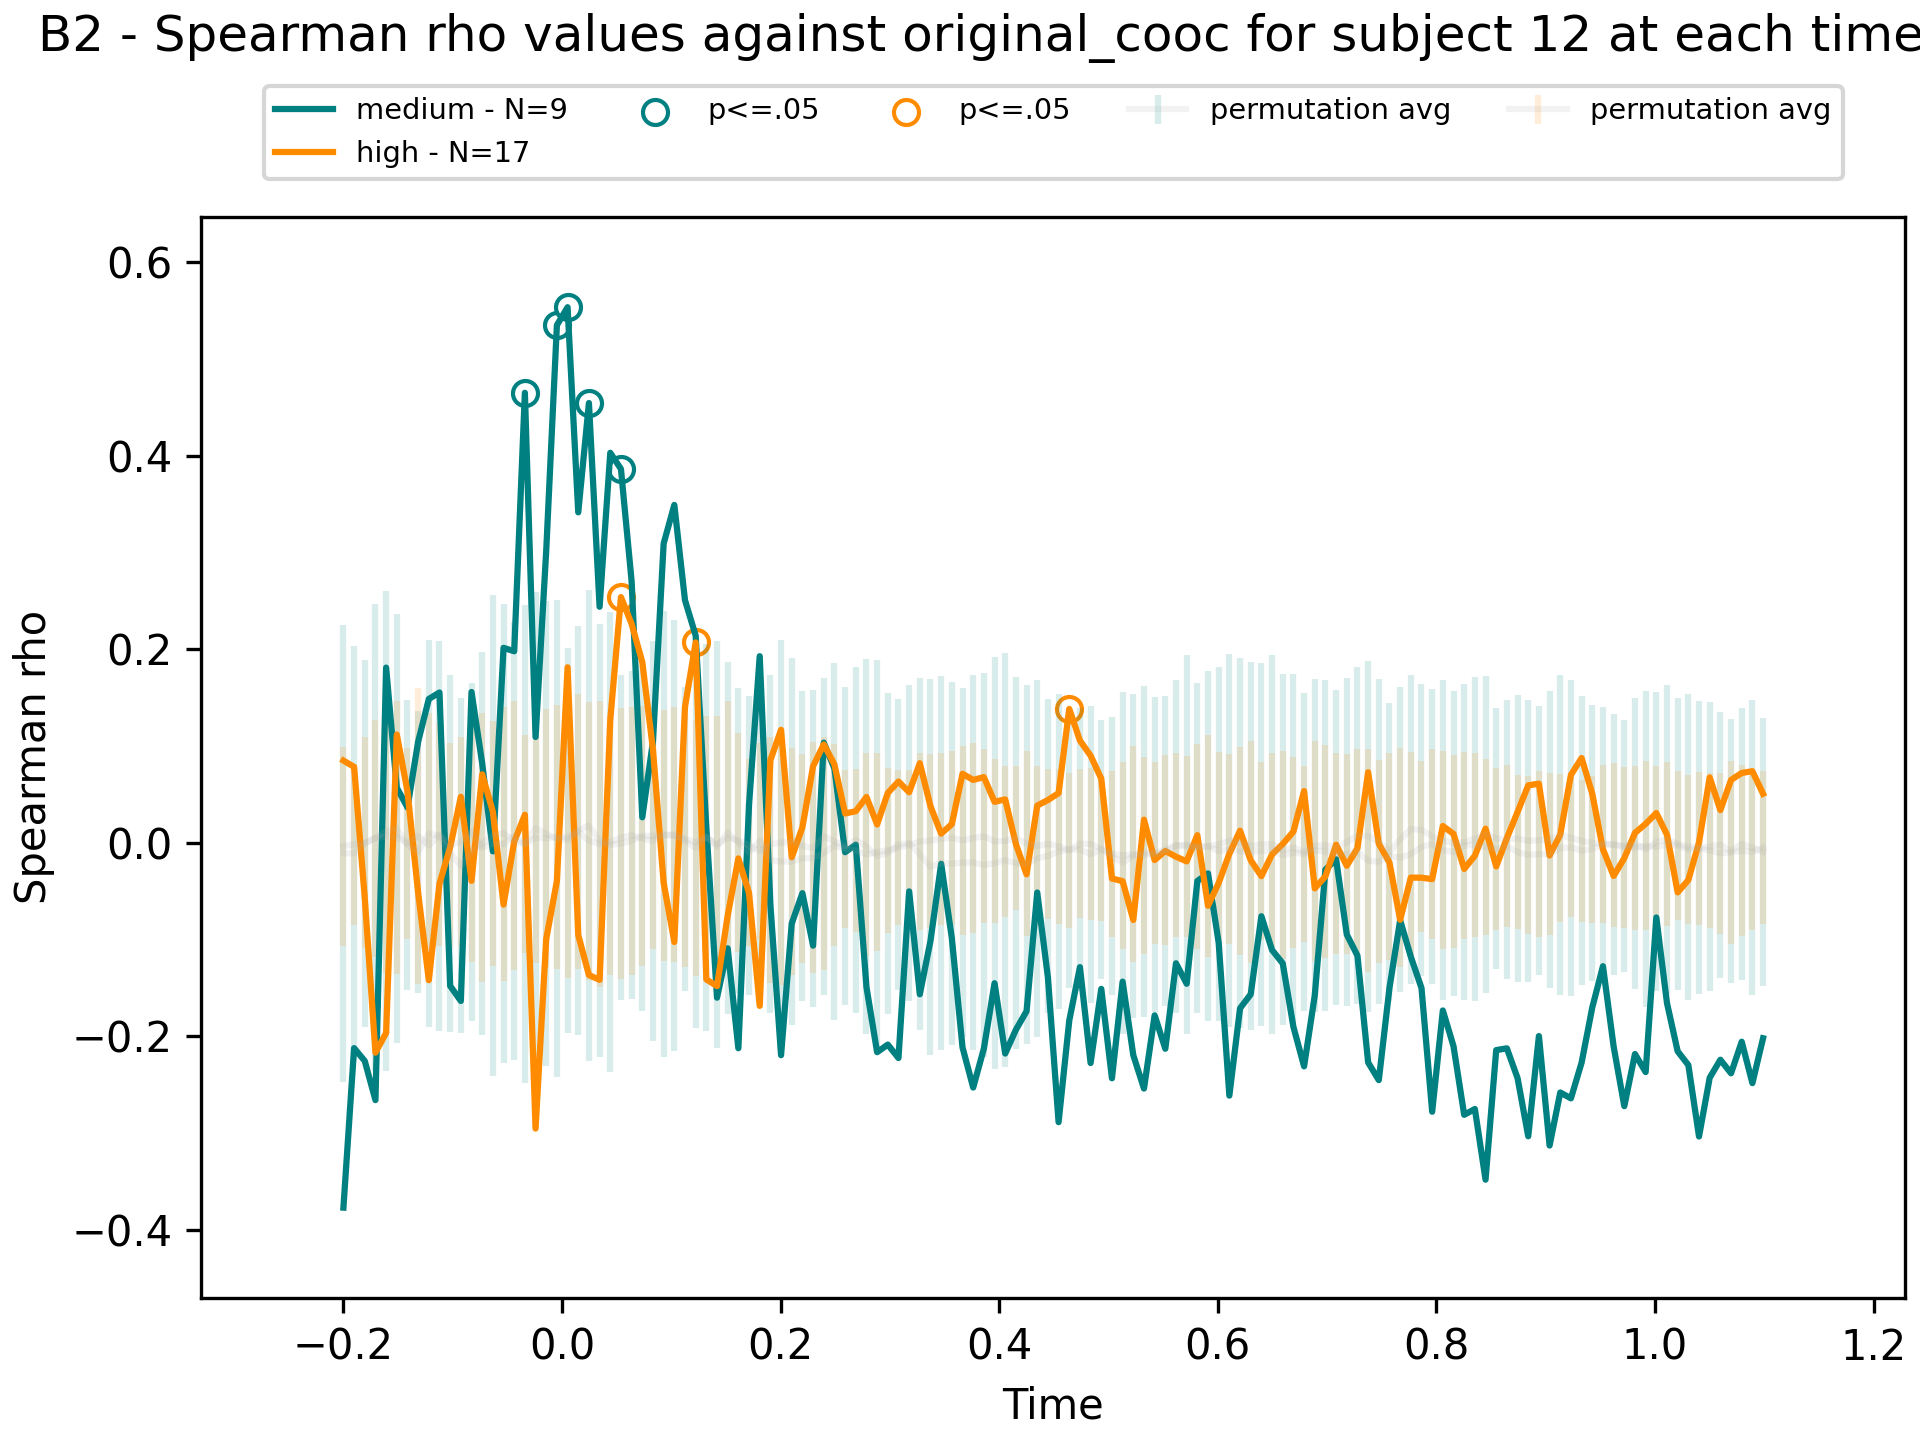 B2 - Spearman rho values against original_cooc for subject 12 at each time
medium - N=9
high - N=17
p<=.05
p<=.05
permutation avg
permutation avg
Spearman rho
0.6
0.4
0.2
0.0
−0.2
−0.4
−0.2 0.0 0.2 0.4 0.6 0.8 1.0 1.2
Time